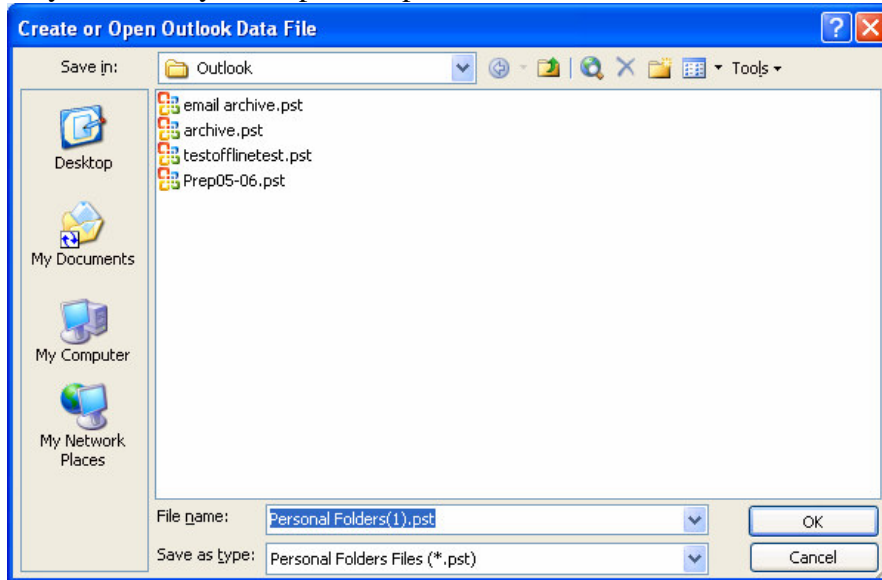 Create or Open Outlook Data File
Save in:
Outlook
Tools
email archive.pst
archive.pst
testofflinetest.pst
Prep05-06.pst
Desktop
My Documents
My Computer
My Network
Places
File name:
Personal Folders(1).pst
OK
Save as type:
Personal Folders Files (*.pst)
Cancel